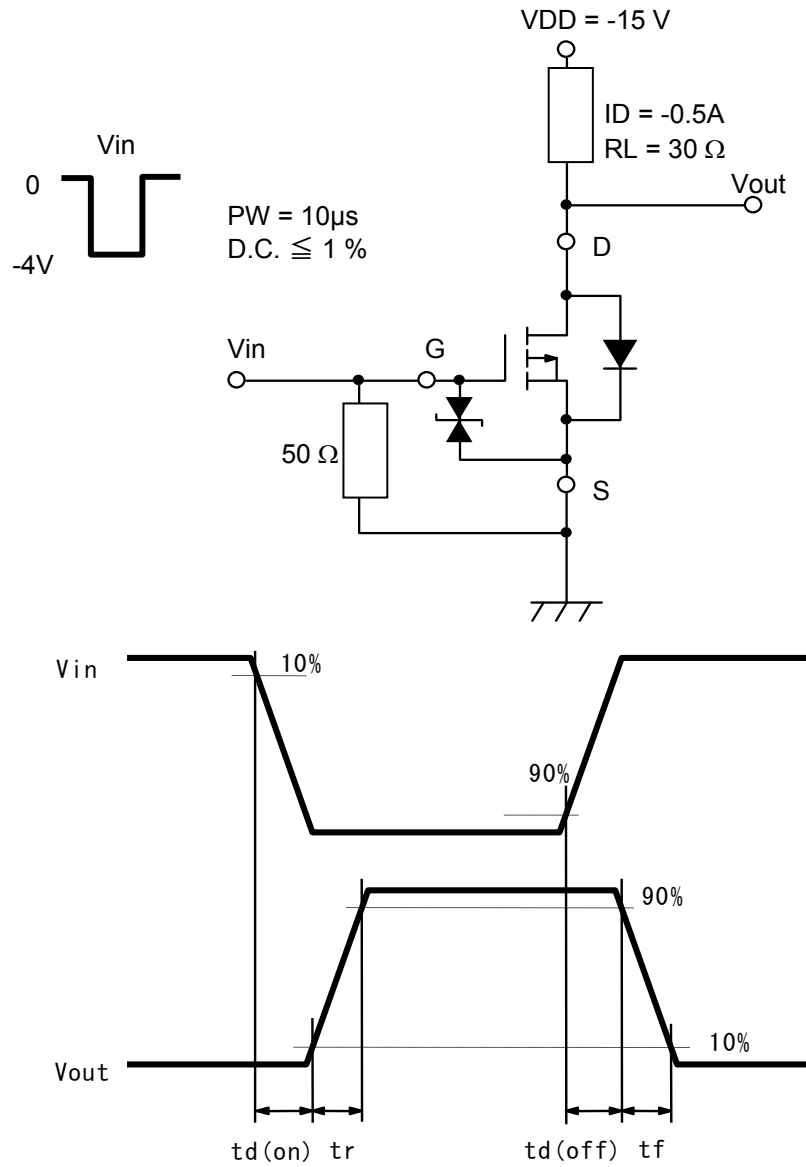 VDD = -15 V
ID = -0.5A
RL = 30 Ω
Vin
0
-4V
PW = 10μs
D.C. ≦ 1 %
Vout
D
Vin
G
50 Ω
S
Vin
10%
90%
90%
10%
Vout
td(on) tr td(off) tf